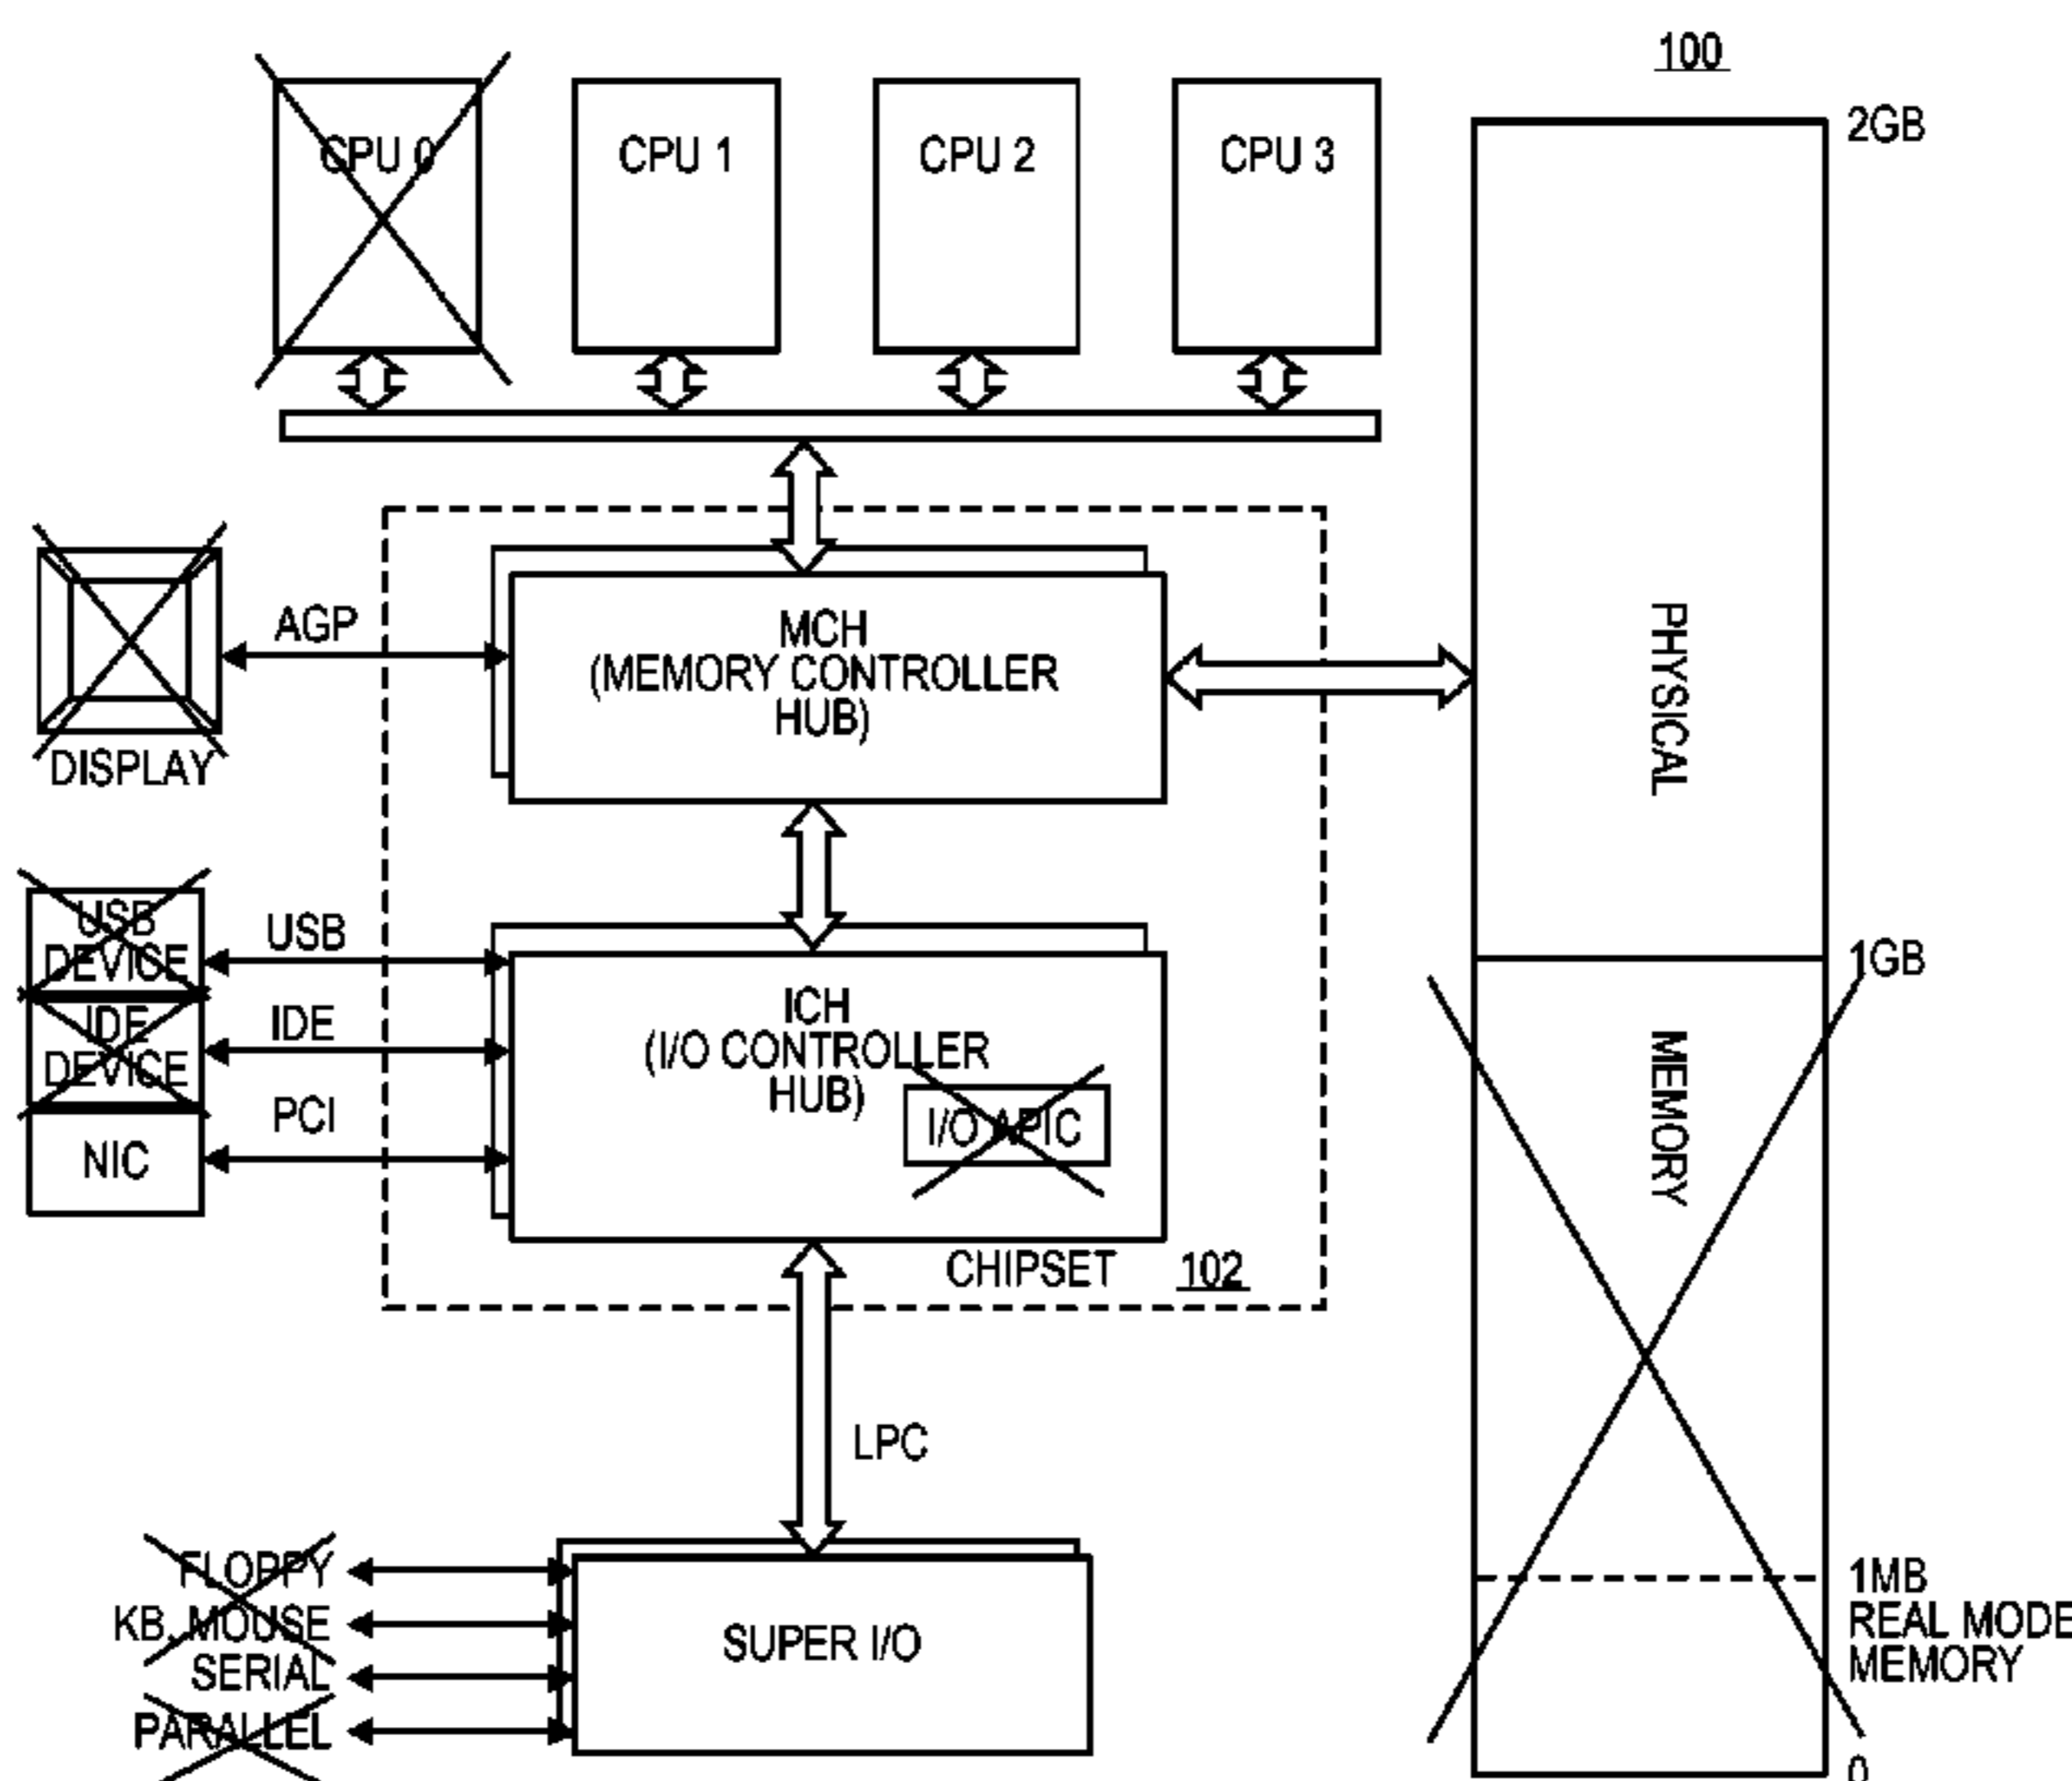 100
2GB
CPU 0
CPU 1
CPU 2
CPU 3
AGP
DISPLAY
MCH
(MEMORY CONTROLLER
HUB)
PHYSICAL
MEMORY
1GB
USB
DEVICE
USB
IDE
DEVICE
IDE
NIC
PCI
ICH
(I/O CONTROLLER
HUB)
I/O APIC
CHIPSET
102
LPC
FLOPPY
KB, MOUSE
SERIAL
PARALLEL
SUPER I/O
1MB
REAL MODE
MEMORY
0